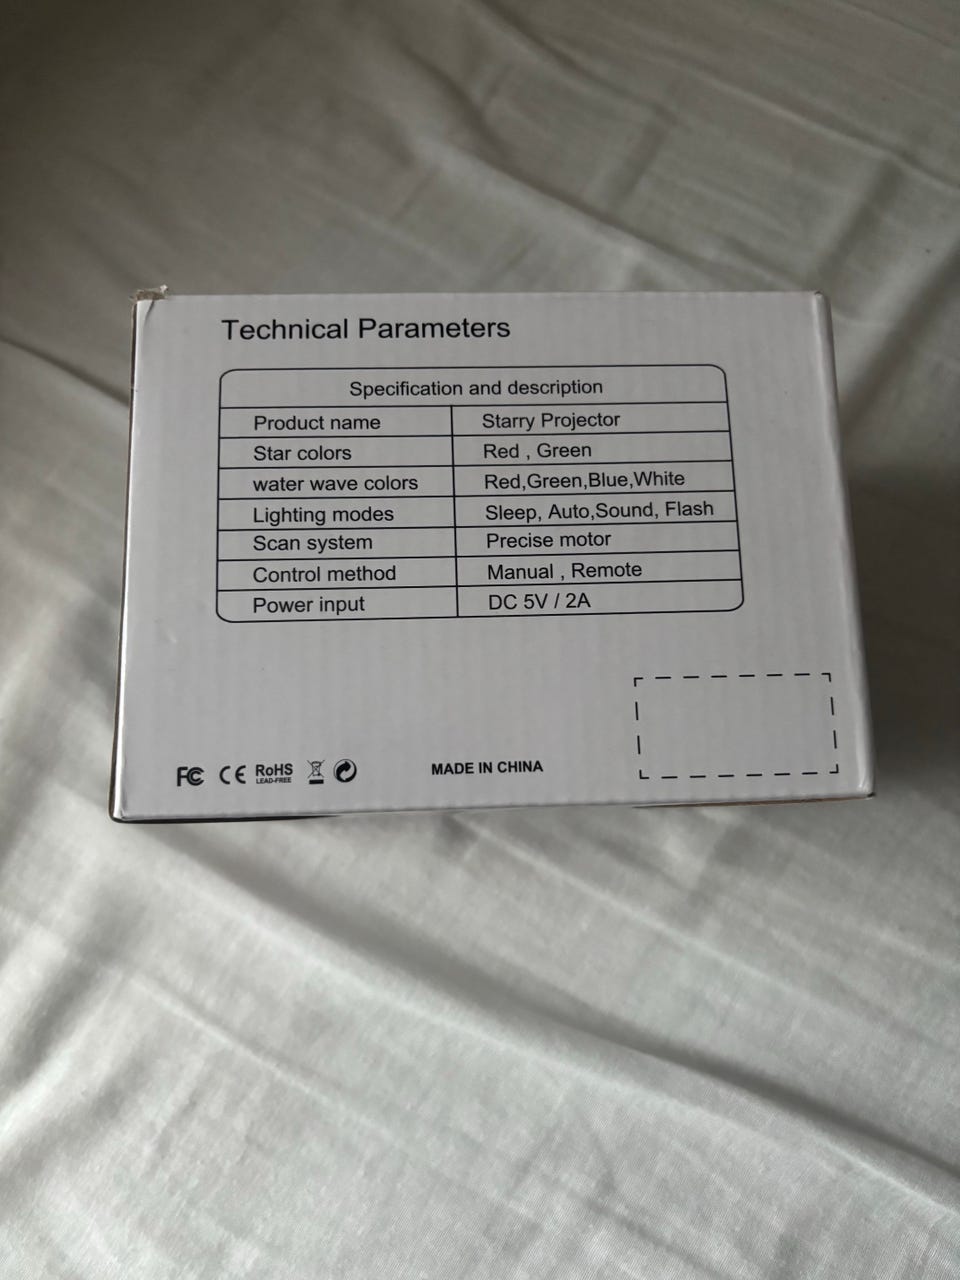 Technical Parameters
Specification and description
Product name Starry Projector
Star colors Red , Green
water wave colors Red,Green,Blue,White
Lighting modes Sleep, Auto,Sound, Flash
Scan system Precise motor
Control method Manual , Remote
Power input DC 5V / 2A
FC CE RoHS MADE IN CHINA
LEAD-FREE